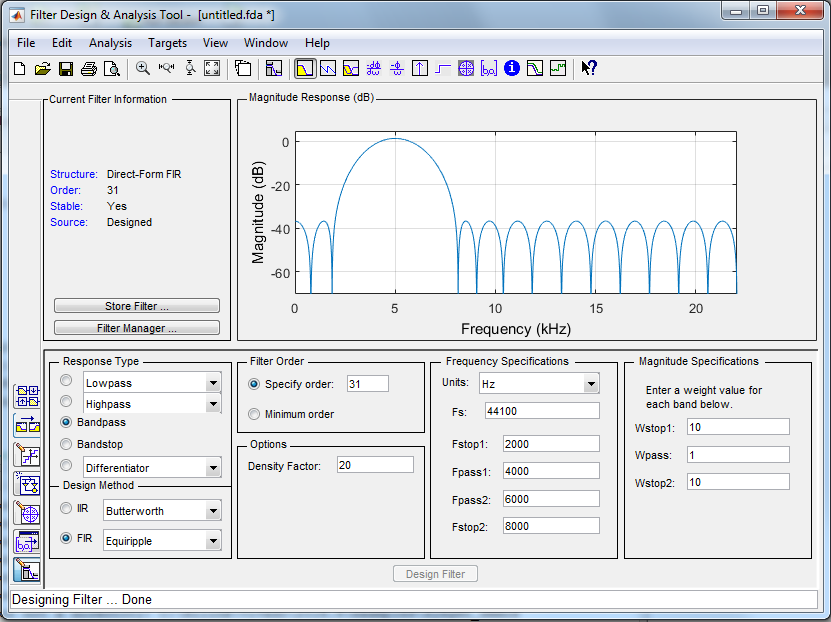 Filter Design & Analysis Tool - [untitled.fda *]
File Edit Analysis Targets View Window Help
Current Filter Information
Structure: Direct-Form FIR
Order: 31
Stable: Yes
Source: Designed
Store Filter ...
Filter Manager ...
Magnitude Response (dB)
Magnitude (dB)
0
-20
-40
-60
0 5 10 15 20
Frequency (kHz)
Response Type
Lowpass
Highpass
Bandpass
Bandstop
Differentiator
Design Method
IIR Butterworth
FIR Equiripple
Filter Order
Specify order: 31
Minimum order
Options
Density Factor: 20
Frequency Specifications
Units: Hz
Fs: 44100
Fstop1: 2000
Fpass1: 4000
Fpass2: 6000
Fstop2: 8000
Magnitude Specifications
Enter a weight value for
each band below.
Wstop1: 10
Wpass: 1
Wstop2: 10
Design Filter
Designing Filter ... Done